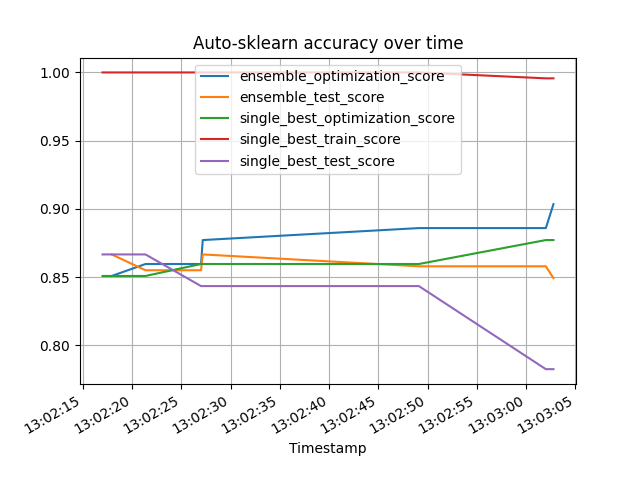 Auto-sklearn accuracy over time
1.00
0.95
0.90
0.85
0.80
ensemble_optimization_score
ensemble_test_score
single_best_optimization_score
single_best_train_score
single_best_test_score
13:02:15
13:02:20
13:02:25
13:02:30
13:02:35
13:02:40
13:02:45
13:02:50
13:02:55
13:03:00
13:03:05
Timestamp